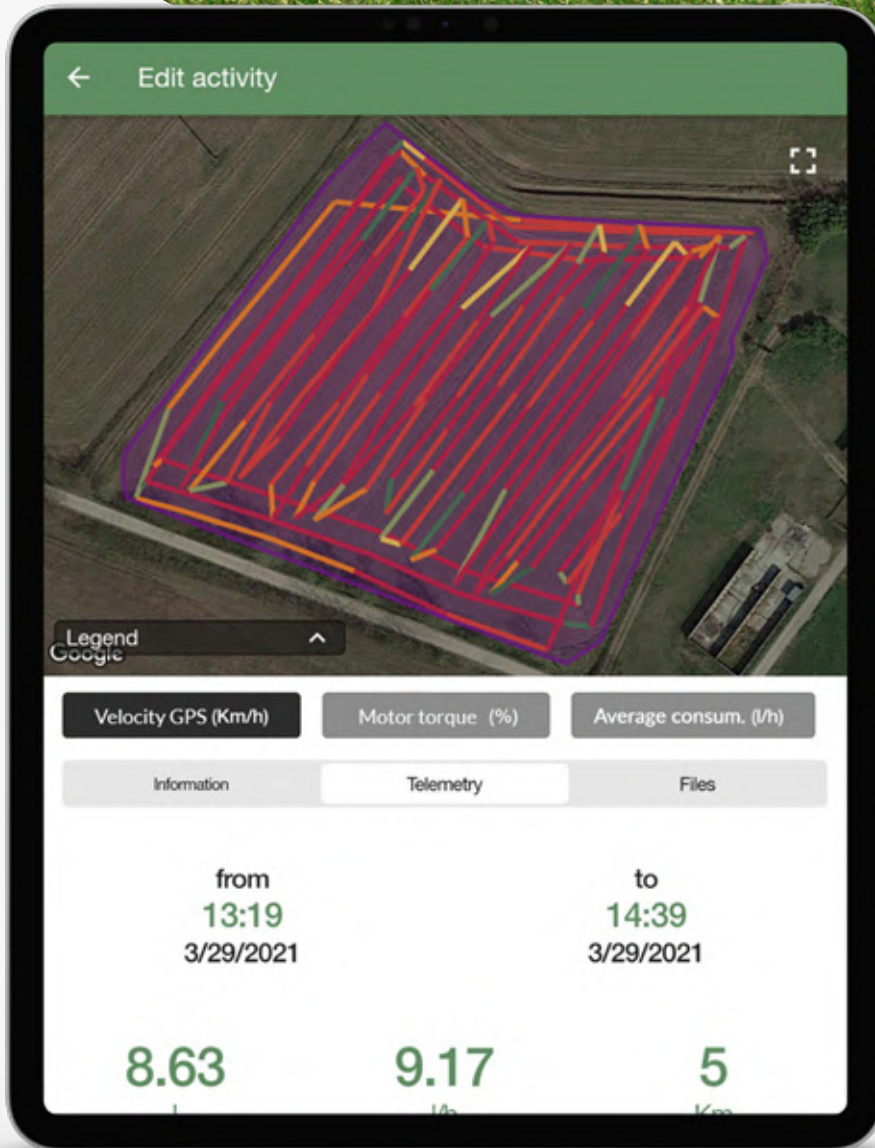 Edit activity
Legend
Google
Velocity GPS (Km/h)
Motor torque (%)
Average consum. (l/h)
Information
Telemetry
Files
from
13:19
3/29/2021
to
14:39
3/29/2021
8.63
9.17
5
l/h
Km